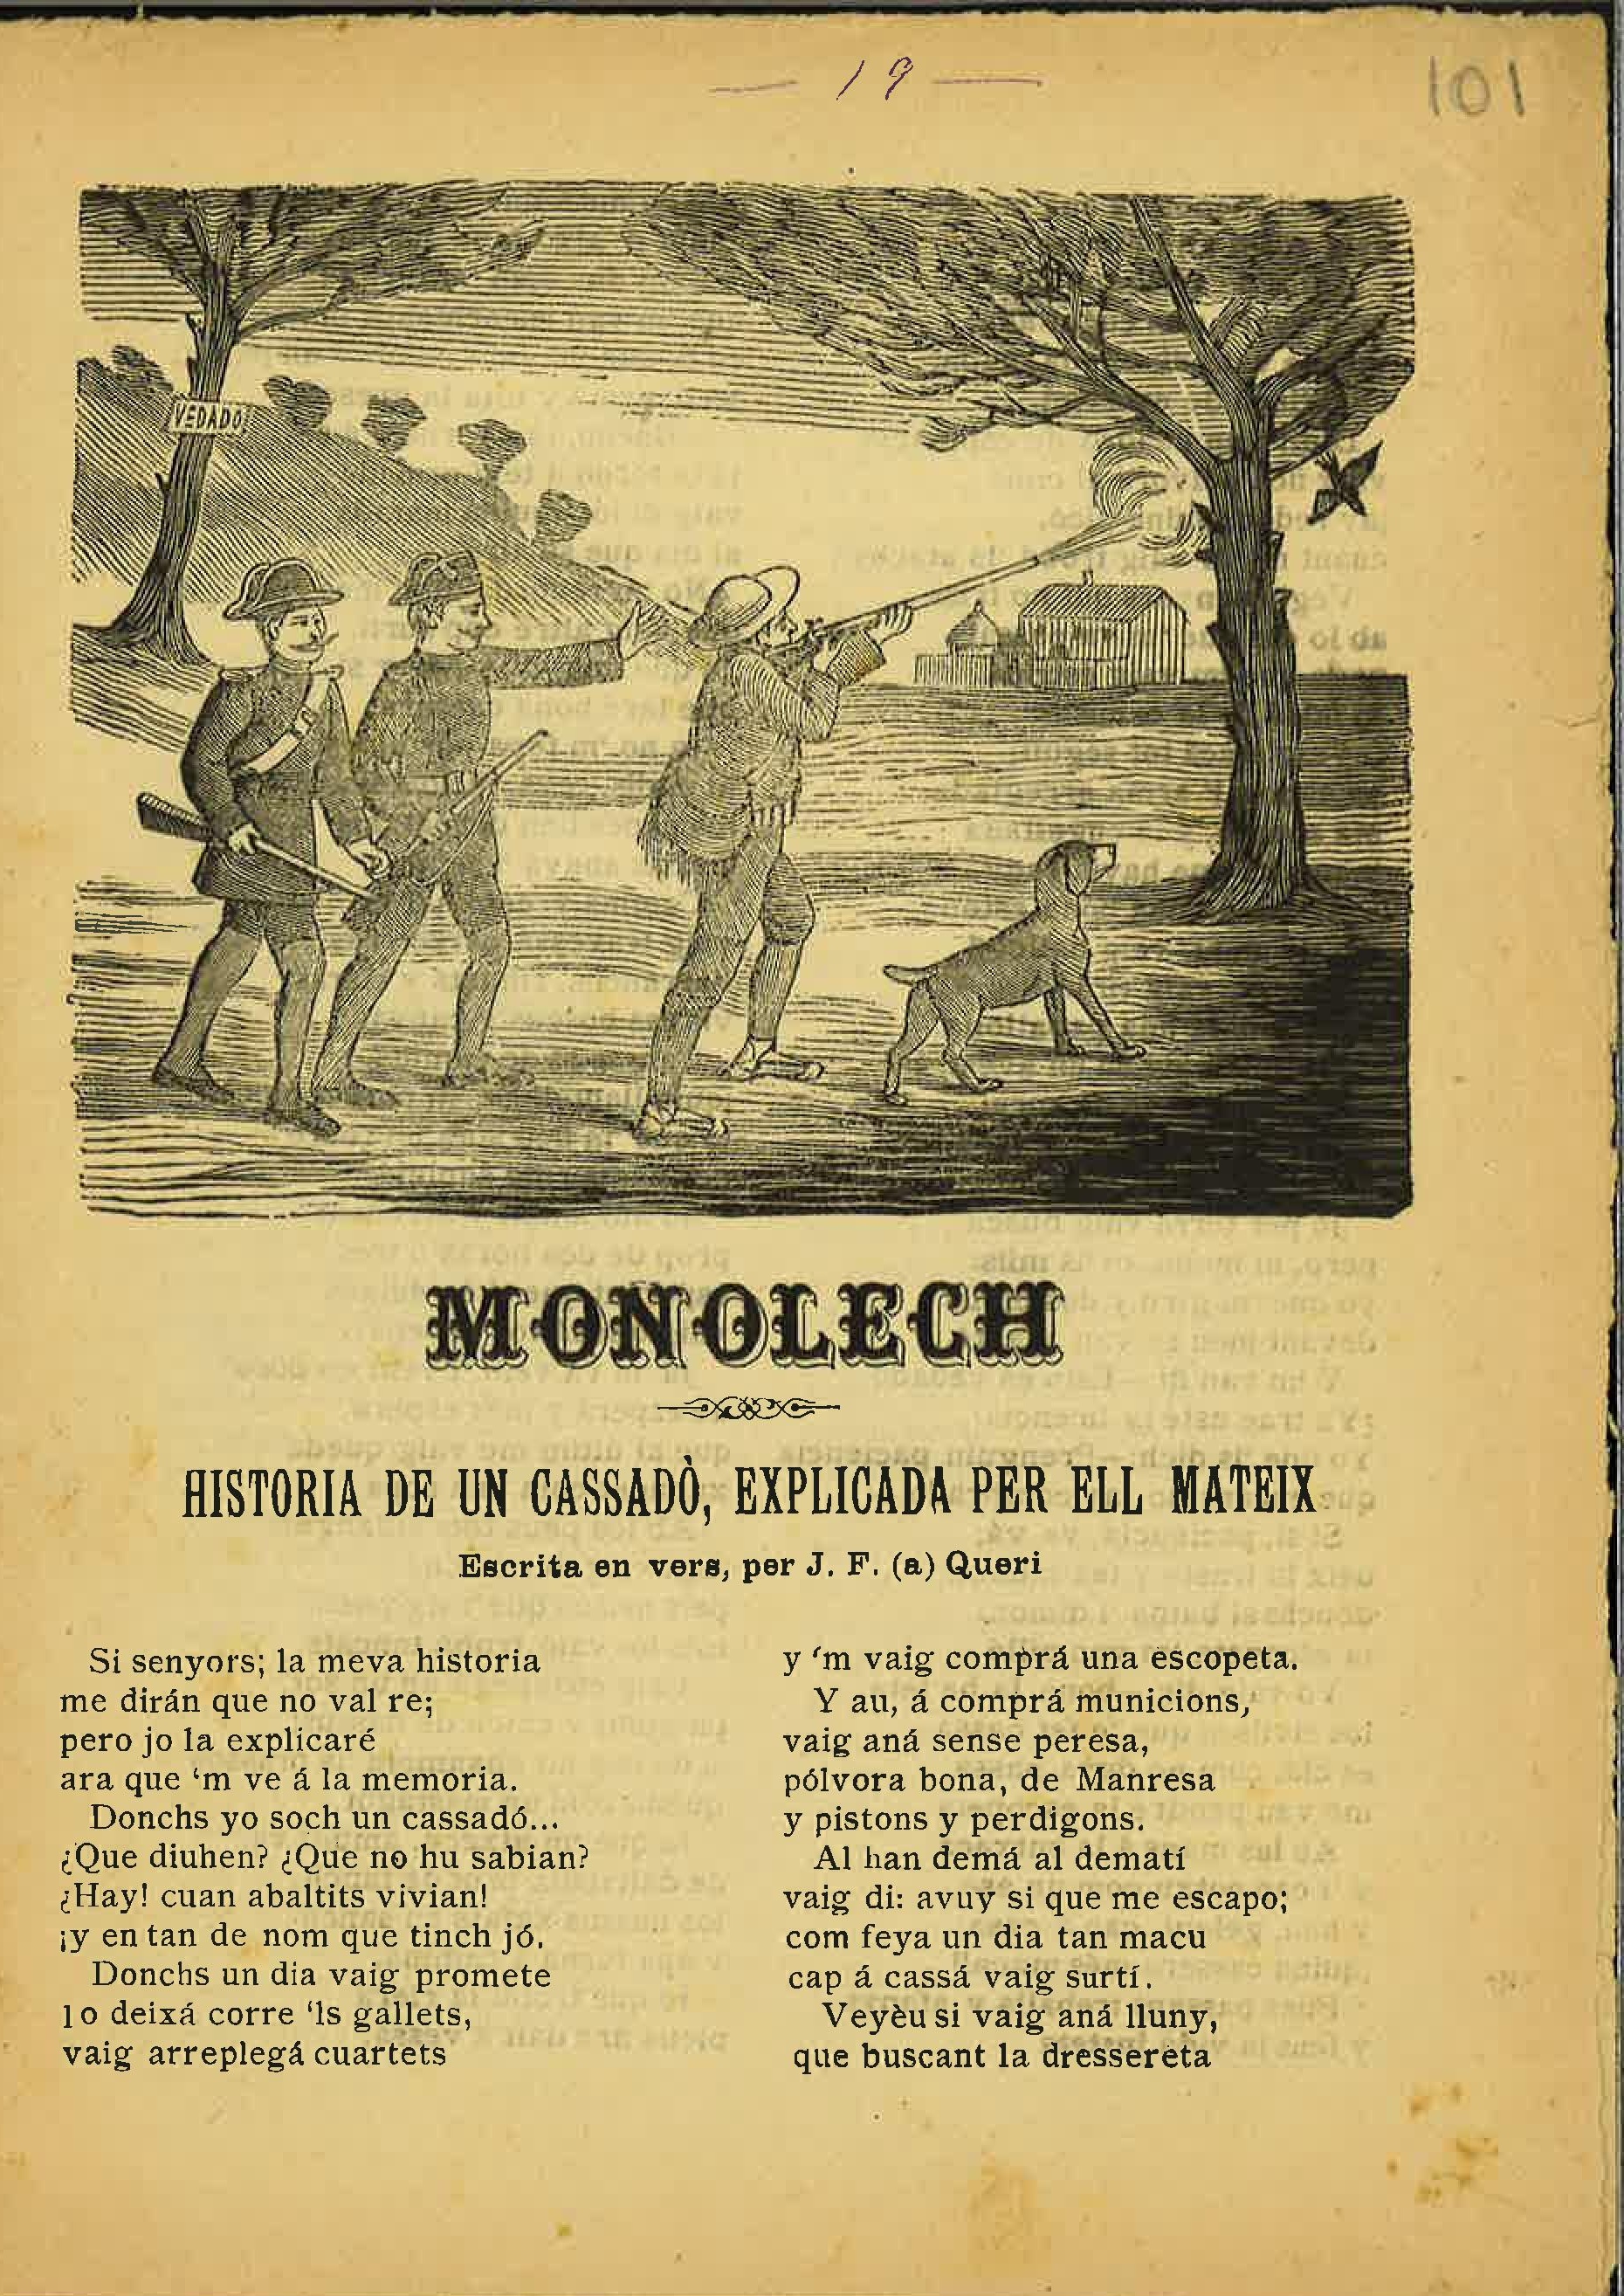 — 19 —
101
VEDADO
MONOLECH
HISTORIA DE UN CASSADÒ, EXPLICADA PER ELL MATEIX
Escrita en vers, per J. F. (a) Queri
Si senyors; la meva historia
me dirán que no val re;
pero jo la explicaré
ara que ‘m ve á la memoria.
Donchs yo soch un cassadó...
¿Que diuhen? ¿Que no hu sabian?
¿Hay! cuan abaltits vivian!
¡y en tan de nom que tinch jó.
Donchs un dia vaig promete
lo deixá corre ‘ls gallets,
vaig arreplegá cuartets
y ‘m vaig comprá una escopeta.
Y au, á comprá municions,
vaig aná sense peresa,
pólvora bona, de Manresa
y pistons y perdigons.
Al han demá al dematí
vaig di: avuy si que me escapo;
com feya un dia tan macu
cap á cassá vaig surtí.
Veyèu si vaig aná lluny,
que buscant la dressereta